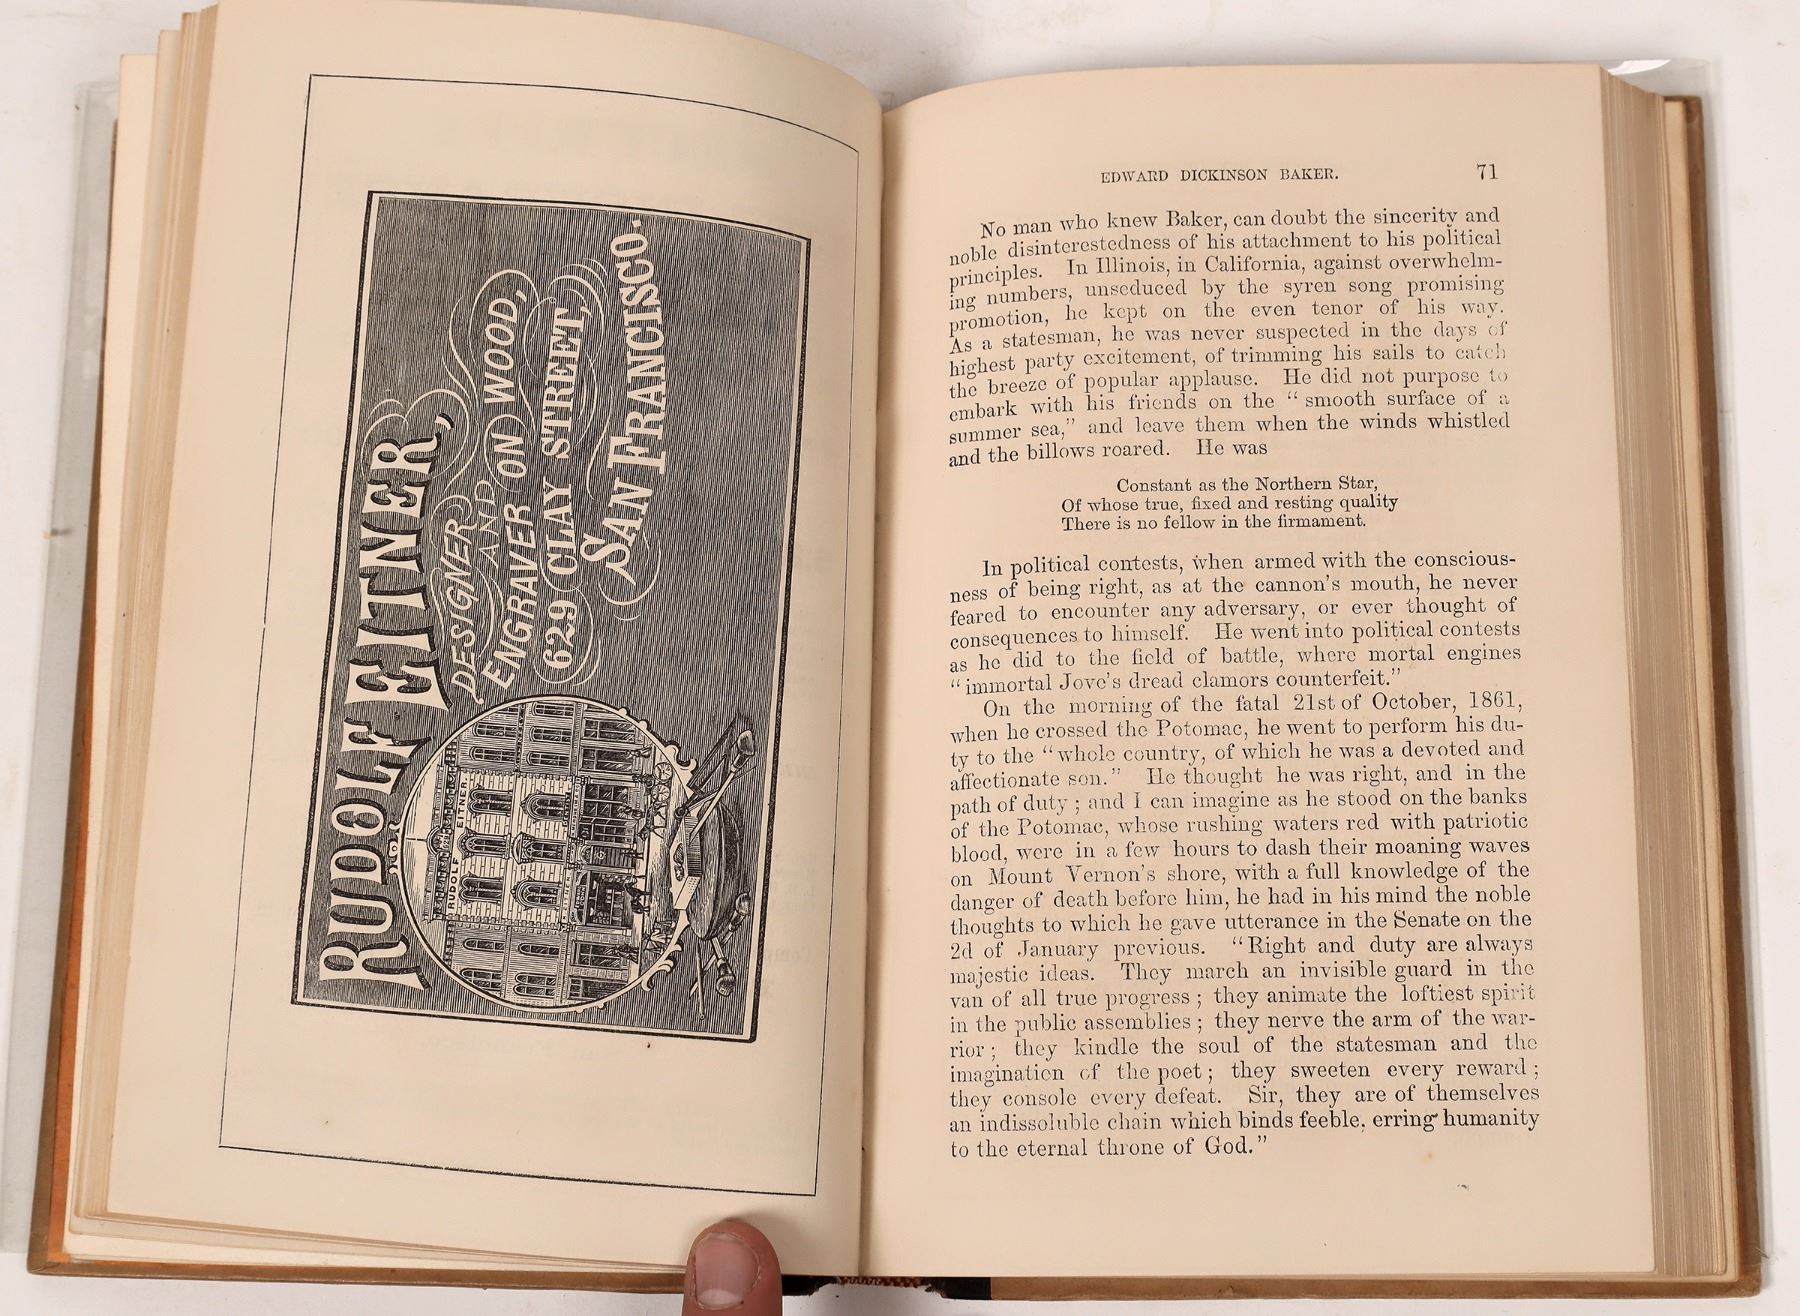 RUDOLF EITNER,
DESIGNER
AND
ENGRAVER ON WOOD,
629 CLAY STREET,
SAN FRANCISCO.
RUDOLF EITNER.
EDWARD DICKINSON BAKER. 71
No man who knew Baker, can doubt the sincerity and
noble disinterestedness of his attachment to his political
principles. In Illinois, in California, against overwhelm-
ing numbers, unseduced by the syren song promising
promotion, he kept on the even tenor of his way.
As a statesman, he was never suspected in the days of
highest party excitement, of trimming his sails to catch
the breeze of popular applause. He did not purpose to
embark with his friends on the “smooth surface of a
summer sea,” and leave them when the winds whistled
and the billows roared. He was
Constant as the Northern Star,
Of whose true, fixed and resting quality
There is no fellow in the firmament.
In political contests, when armed with the conscious-
ness of being right, as at the cannon's mouth, he never
feared to encounter any adversary, or ever thought of
consequences to himself. He went into political contests
as he did to the field of battle, where mortal engines
“immortal Jove's dread clamors counterfeit.”
On the morning of the fatal 21st of October, 1861,
when he crossed the Potomac, he went to perform his du-
ty to the “whole country, of which he was a devoted and
affectionate son.” He thought he was right, and in the
path of duty; and I can imagine as he stood on the banks
of the Potomac, whose rushing waters red with patriotic
blood, were in a few hours to dash their moaning waves
on Mount Vernon's shore, with a full knowledge of the
danger of death before him, he had in his mind the noble
thoughts to which he gave utterance in the Senate on the
2d of January previous. “Right and duty are always
majestic ideas. They march an invisible guard in the
van of all true progress; they animate the loftiest spirit
in the public assemblies; they nerve the arm of the war-
rior; they kindle the soul of the statesman and the
imagination of the poet; they sweeten every reward;
they console every defeat. Sir, they are of themselves
an indissoluble chain which binds feeble, erring humanity
to the eternal throne of God.”